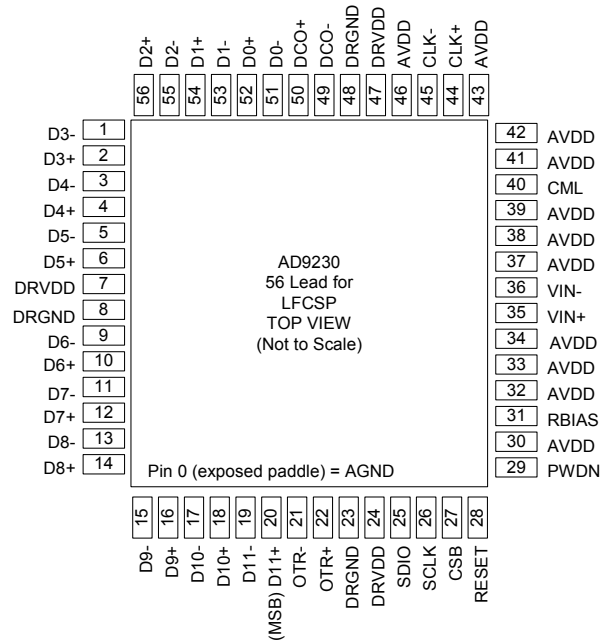 D2+
D2-
D1+
D1-
D0+
D0-
DCO+
DCO-
DRGND
DRVDD
AVDD
CLK-
CLK+
AVDD
56
55
54
53
52
51
50
49
48
47
46
45
44
43
D3- 1
D3+ 2
D4- 3
D4+ 4
D5- 5
D5+ 6
DRVDD 7
DRGND 8
D6- 9
D6+ 10
D7- 11
D7+ 12
D8- 13
D8+ 14
AD9230
56 Lead for
LFCSP
TOP VIEW
(Not to Scale)
Pin 0 (exposed paddle) = AGND
42 AVDD
41 AVDD
40 CML
39 AVDD
38 AVDD
37 AVDD
36 VIN-
35 VIN+
34 AVDD
33 AVDD
32 AVDD
31 RBIAS
30 AVDD
29 PWDN
15
16
17
18
19
20
21
22
23
24
25
26
27
28
D9-
D9+
D10-
D10+
D11-
(MSB) D11+
OTR-
OTR+
DRGND
DRVDD
SDIO
SCLK
CSB
RESET